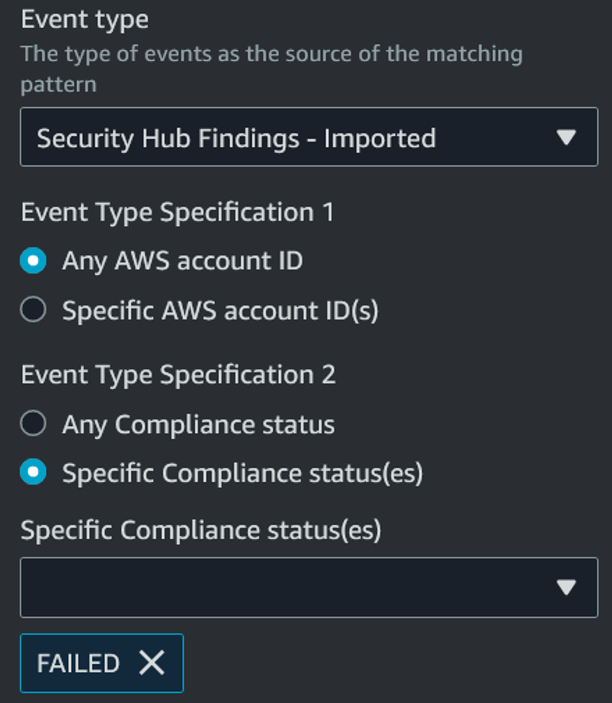 Event type
The type of events as the source of the matching
pattern
Security Hub Findings - Imported
Event Type Specification 1
Any AWS account ID
Specific AWS account ID(s)
Event Type Specification 2
Any Compliance status
Specific Compliance status(es)
Specific Compliance status(es)
FAILED